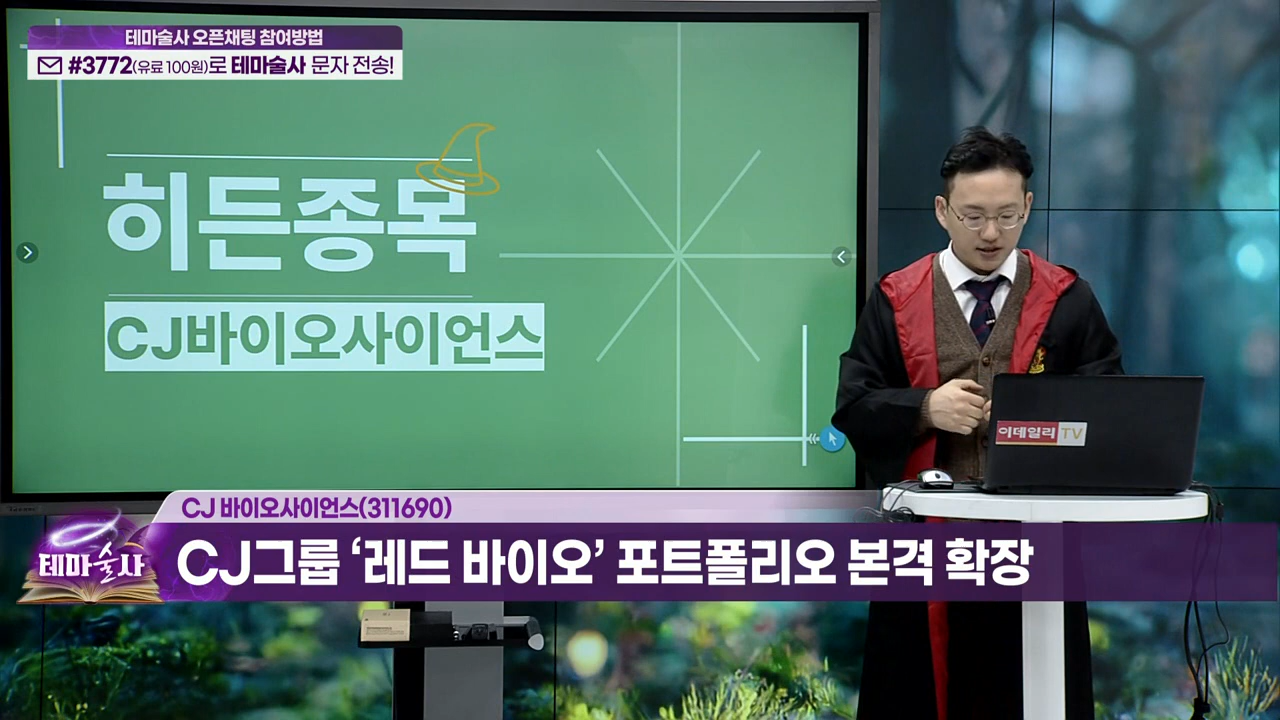 테마술사 오픈채팅 참여방법
#3772(유료 100원)로 테마술사 문자 전송!
히든종목
CJ바이오사이언스
이데일리 TV
CJ 바이오사이언스(311690)
테마술사
CJ그룹 ‘레드 바이오’ 포트폴리오 본격 확장